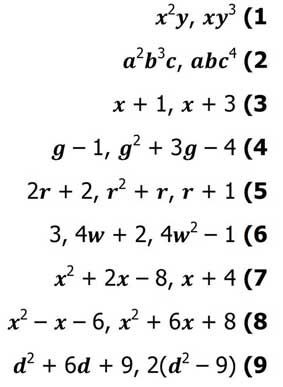 x²y, xy³ (1
a²b³c, abc⁴ (2
x + 1, x + 3 (3
g – 1, g² + 3g – 4 (4
2r + 2, r² + r, r + 1 (5
3, 4w + 2, 4w² – 1 (6
x² + 2x – 8, x + 4 (7
x² – x – 6, x² + 6x + 8 (8
d² + 6d + 9, 2(d² – 9) (9